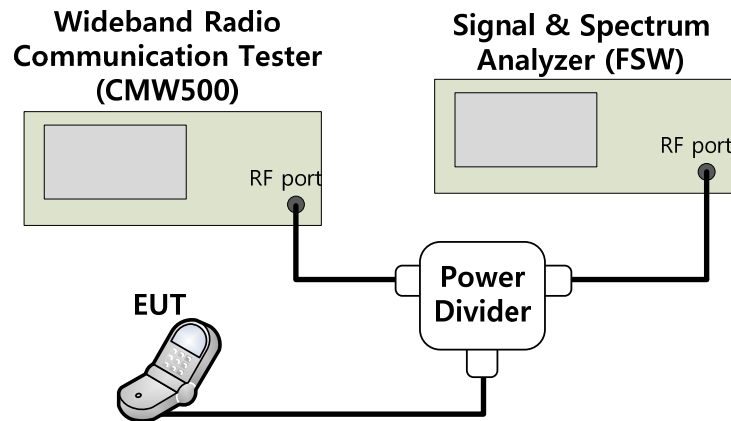 Wideband Radio
Communication Tester
(CMW500)
Signal & Spectrum
Analyzer (FSW)
RF port
RF port
Power
Divider
EUT